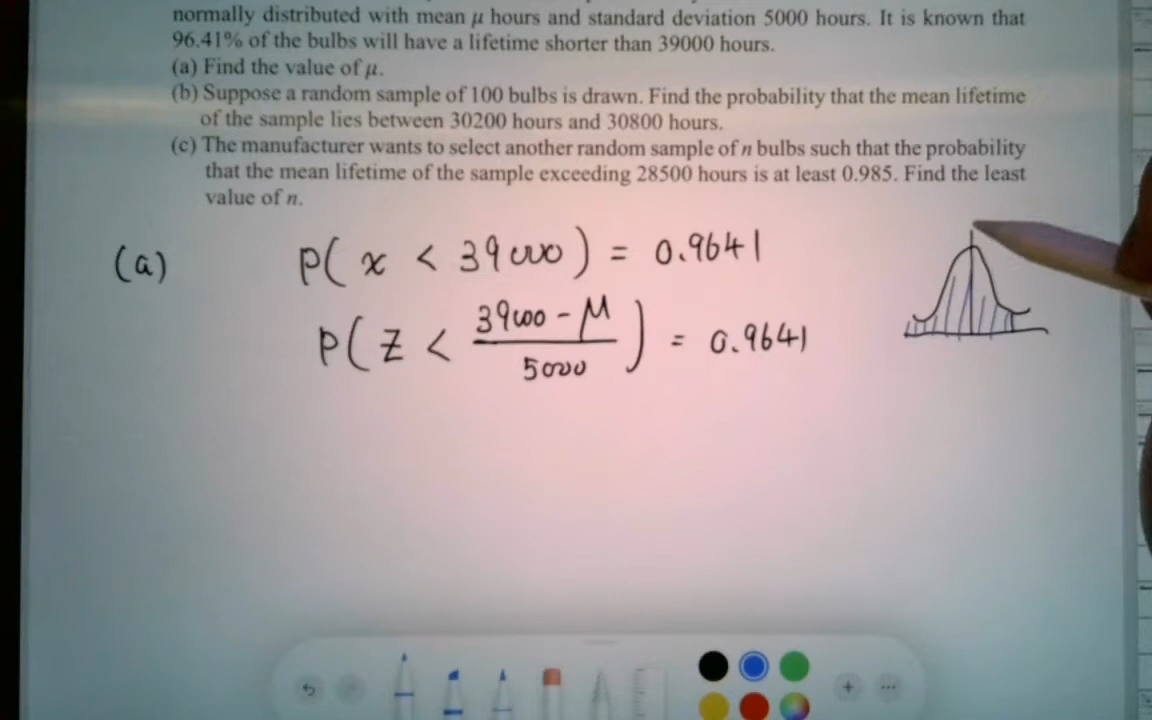 normally distributed with mean μ hours and standard deviation 5000 hours. It is known that
96.41% of the bulbs will have a lifetime shorter than 39000 hours.
(a) Find the value of μ.
(b) Suppose a random sample of 100 bulbs is drawn. Find the probability that the mean lifetime
of the sample lies between 30200 hours and 30800 hours.
(c) The manufacturer wants to select another random sample of n bulbs such that the probability
that the mean lifetime of the sample exceeding 28500 hours is at least 0.985. Find the least
value of n.
(a) P( x < 39000 ) = 0.9641
P( Z < (39000 - μ)/5000 ) = 0.9641